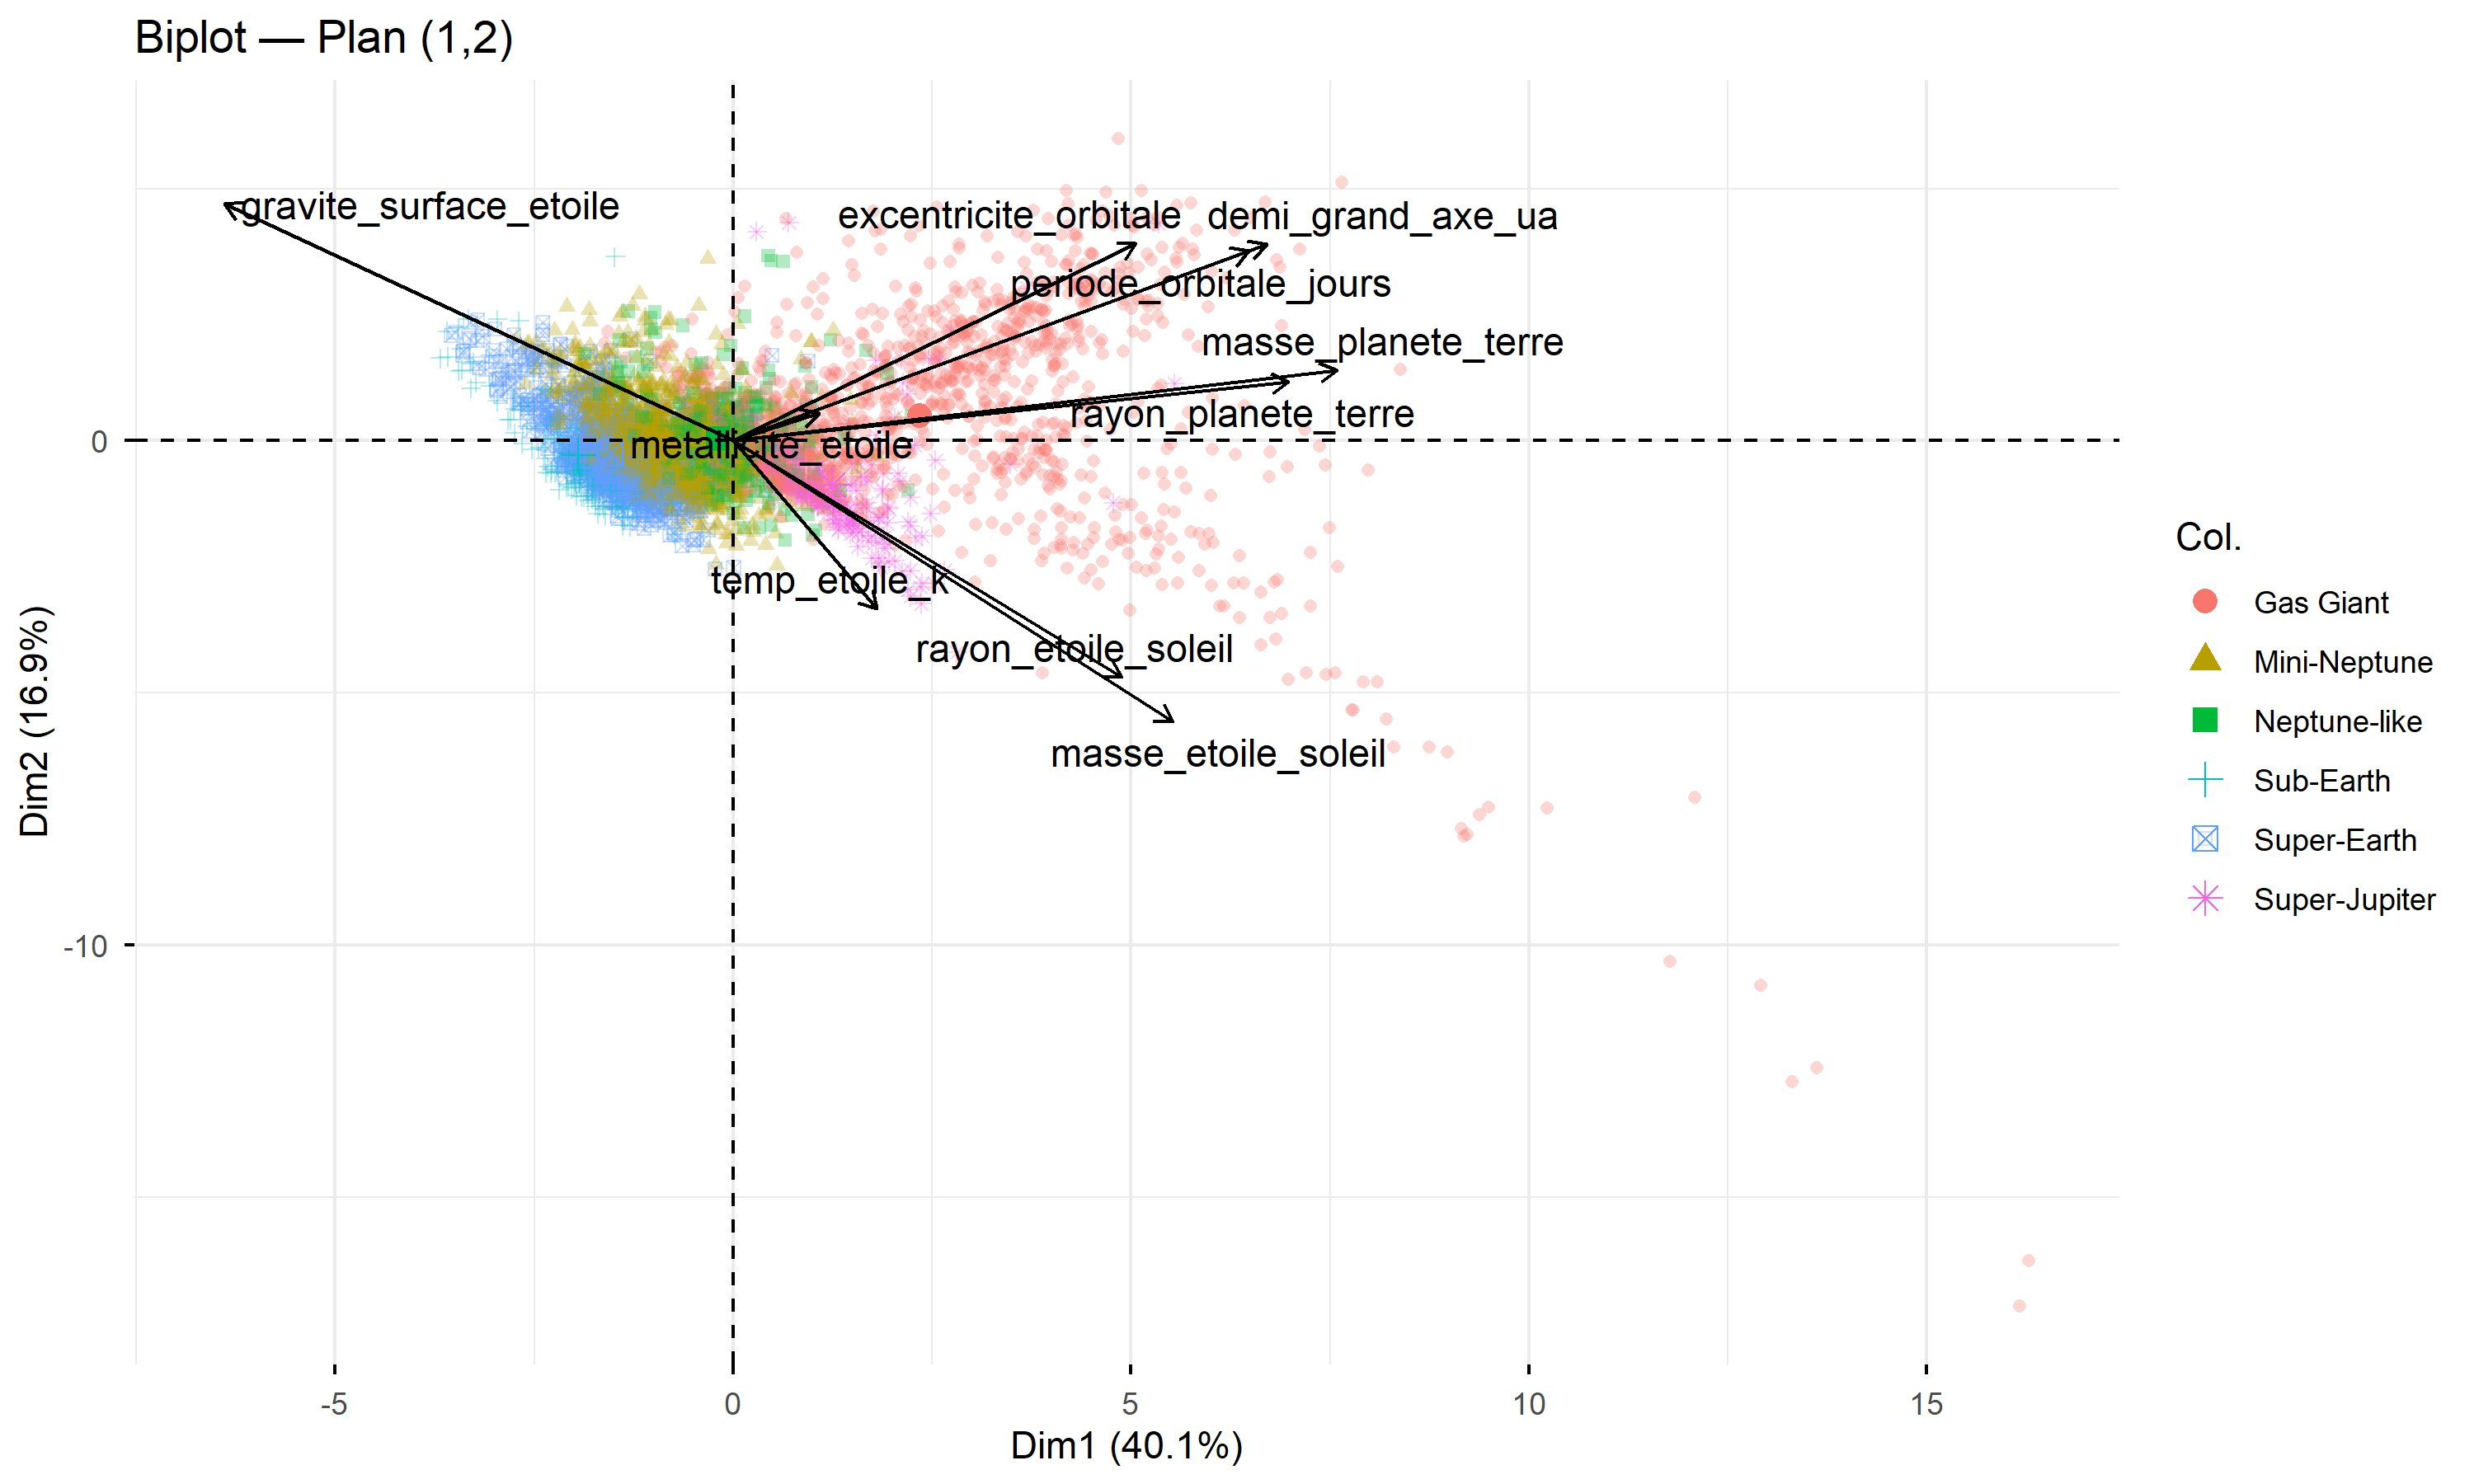 Biplot — Plan (1,2)
gravite_surface_etoile
excentricite_orbitale
demi_grand_axe_ua
periode_orbitale_jours
masse_planete_terre
rayon_planete_terre
metallicite_etoile
temp_etoile_k
rayon_etoile_soleil
masse_etoile_soleil
0
-10
Dim2 (16.9%)
-5
0
5
10
15
Dim1 (40.1%)
Col.
Gas Giant
Mini-Neptune
Neptune-like
Sub-Earth
Super-Earth
Super-Jupiter